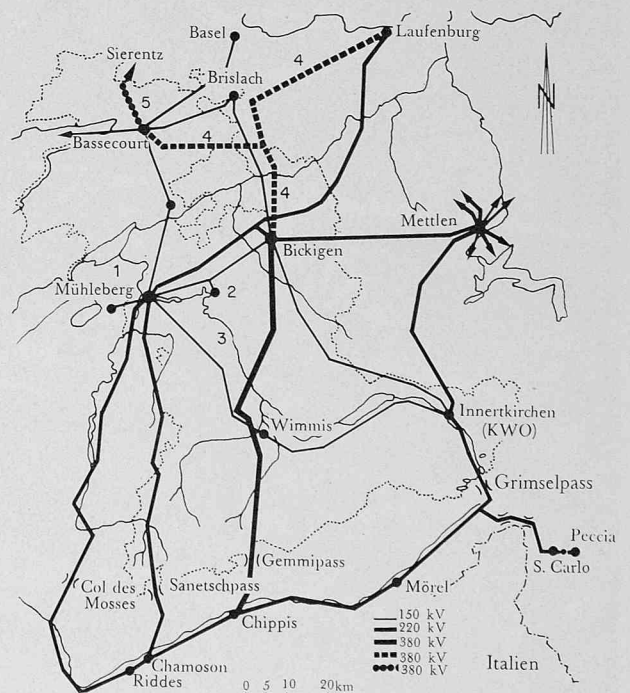 Basel
Laufenburg
Sierentz
Brislach
4
5
Bassecourt
4
4
N
Mettlen
Bickigen
1
Mühleberg
2
3
Wimmis
Innertkirchen
(KWO)
Grimselpass
Peccia
S. Carlo
Gemmipass
Col des
Mosses
Sanetschpass
Mörel
Chippis
150 kV
220 kV
380 kV
380 kV
380 kV
Chamoson
Riddes
Italien
0 5 10 20km